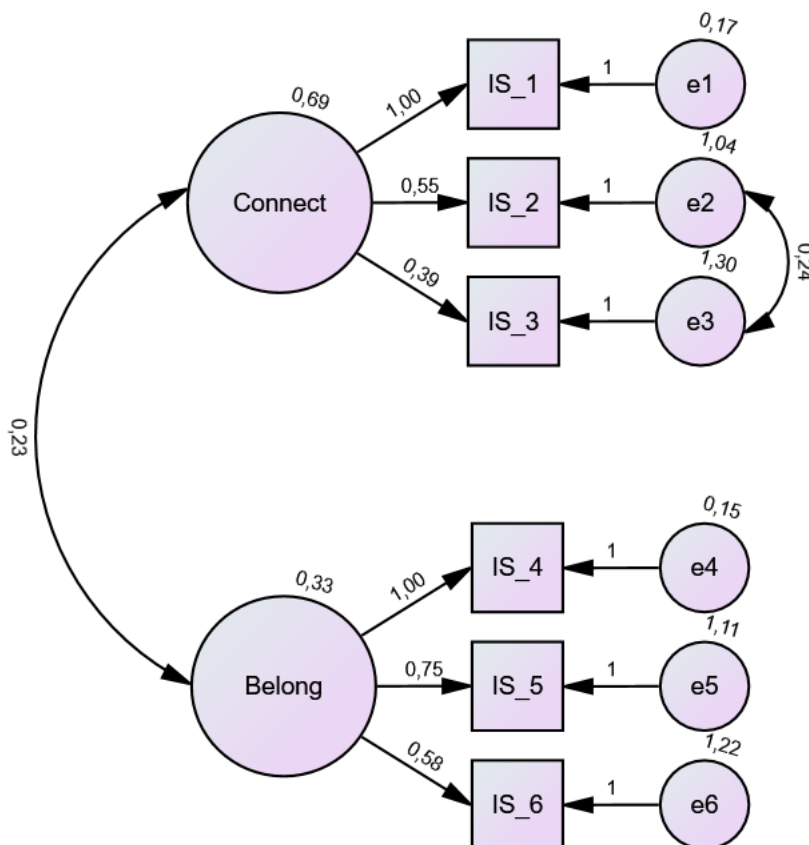 0,17
0,69
1,00
IS_1
1
e1
1,04
Connect
0,55
IS_2
1
e2
0,24
1,30
0,39
IS_3
1
e3
0,23
0,15
0,33
1,00
IS_4
1
e4
1,11
Belong
0,75
IS_5
1
e5
1,22
0,58
IS_6
1
e6